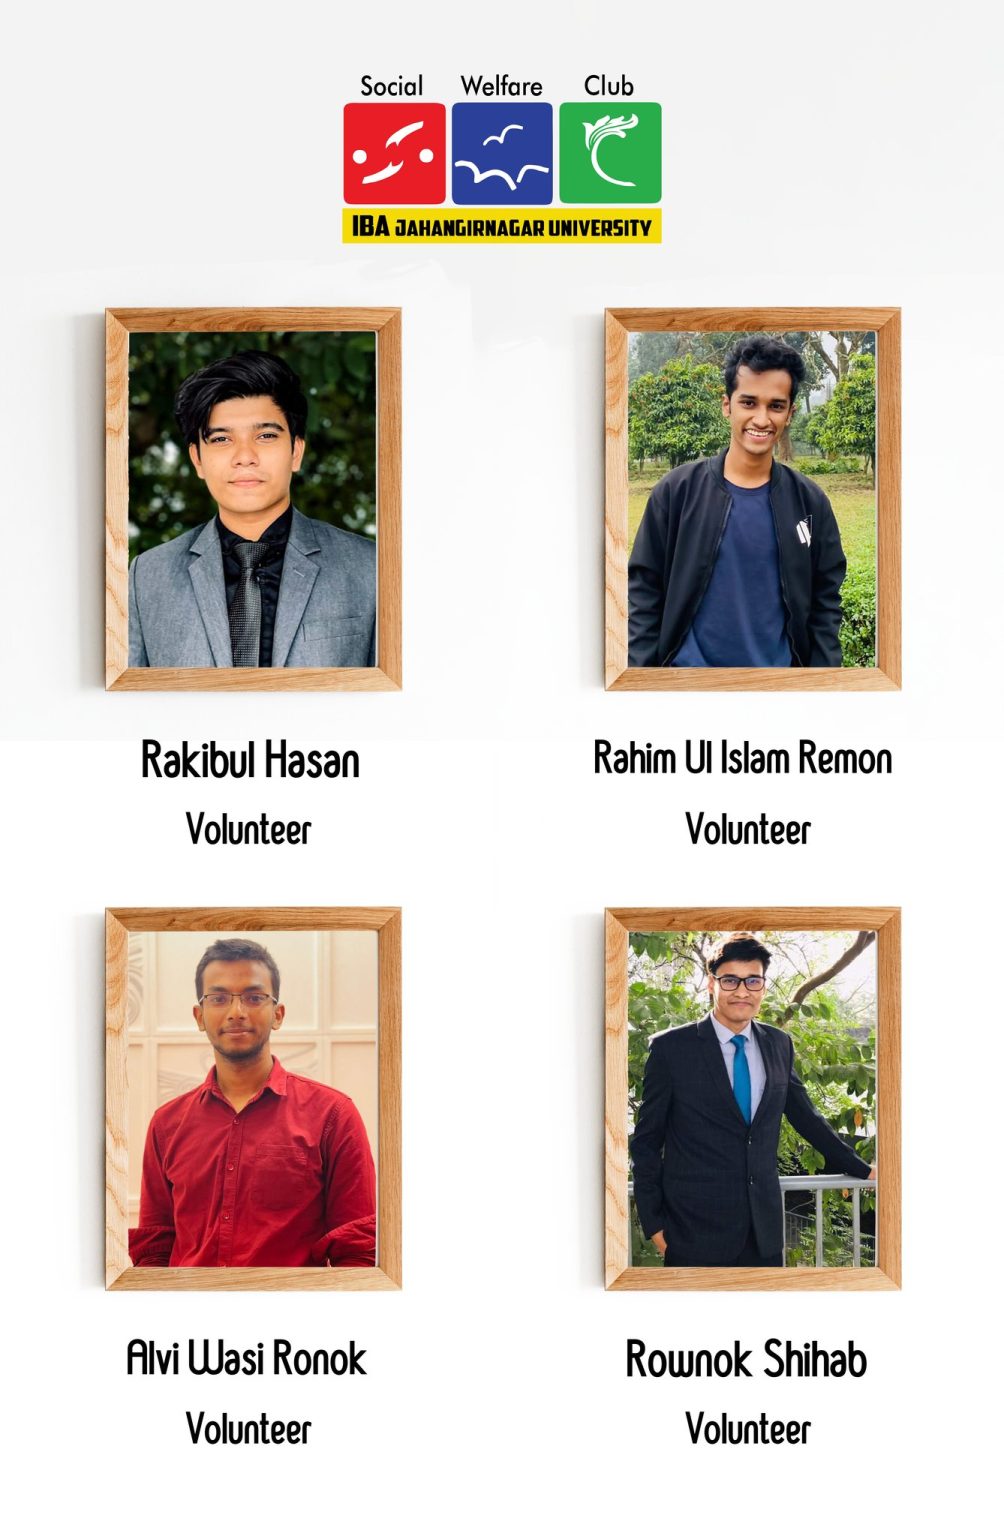 Social Welfare Club
IBA JAHANGIRNAGAR UNIVERSITY
Rakibul Hasan
Volunteer
Rahim Ul Islam Remon
Volunteer
Alvi Wasi Ronok
Volunteer
Rownok Shihab
Volunteer